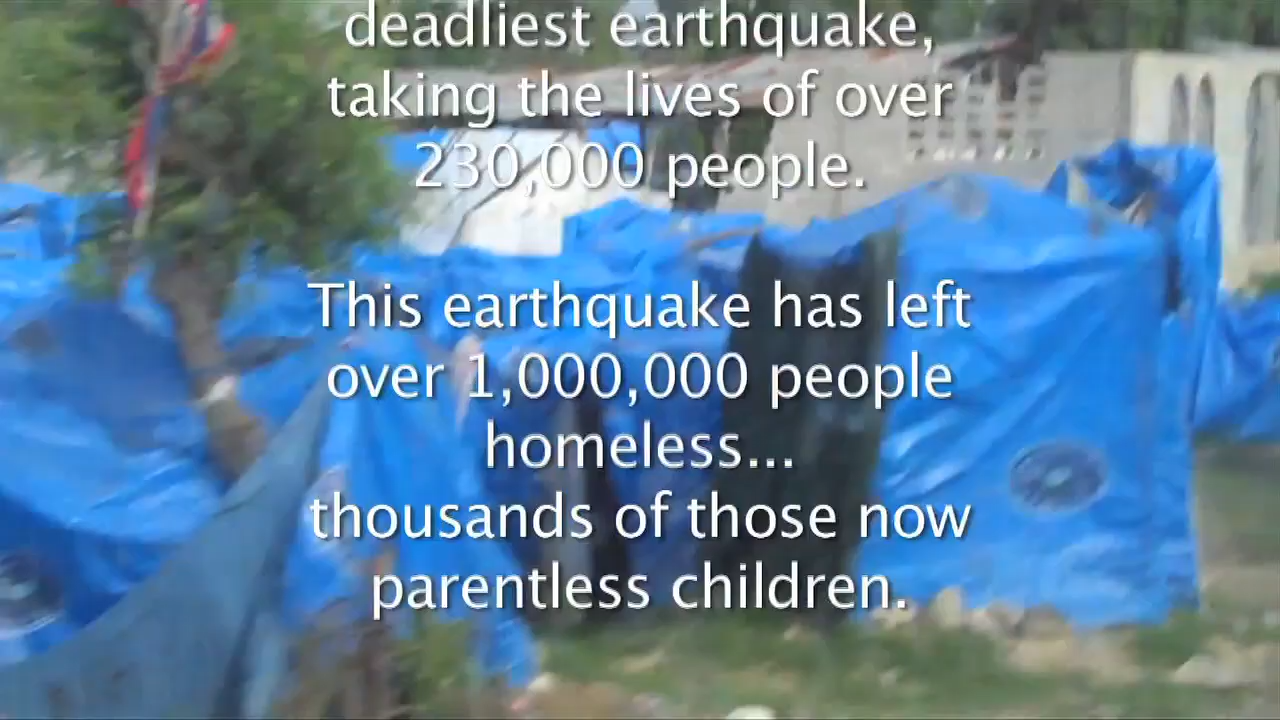 deadliest earthquake,
taking the lives of over
230,000 people.
This earthquake has left
over 1,000,000 people
homeless...
thousands of those now
parentless children.